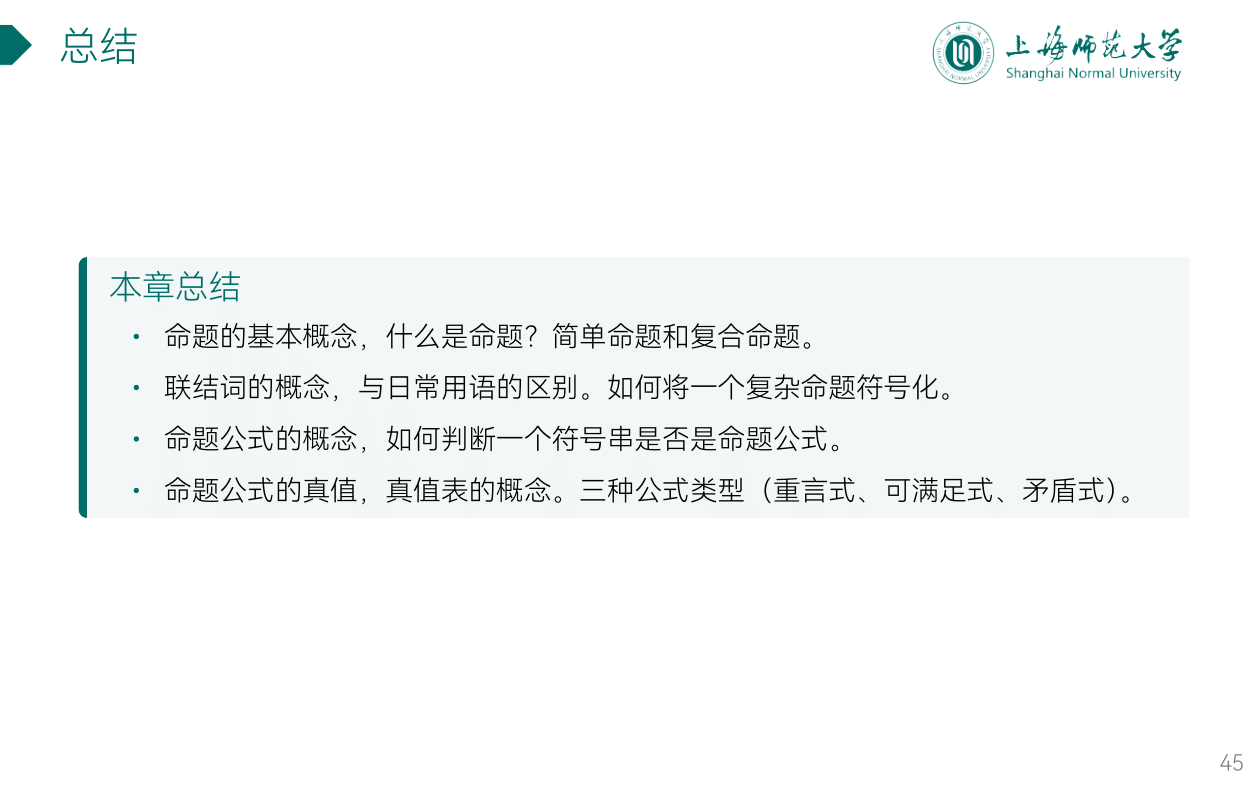 总结
上海师范大学
Shanghai Normal University
本章总结
• 命题的基本概念，什么是命题？简单命题和复合命题。
• 联结词的概念，与日常用语的区别。如何将一个复杂命题符号化。
• 命题公式的概念，如何判断一个符号串是否是命题公式。
• 命题公式的真值，真值表的概念。三种公式类型（重言式、可满足式、矛盾式）。
45